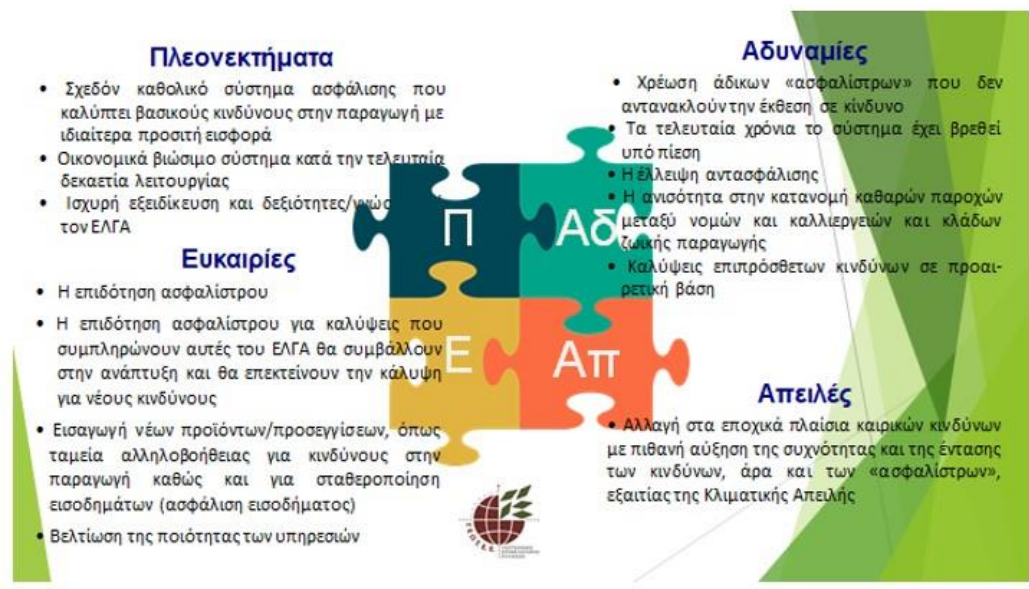 Πλεονεκτήματα
• Σχεδόν καθολικό σύστημα ασφάλισης που
καλύπτει βασικούς κινδύνους στην παραγωγή με
ιδιαίτερα προσιτή εισφορά
• Οικονομικά βιώσιμο σύστημα κατά την τελευταία
δεκαετία λειτουργίας
• Ισχυρή εξειδίκευση και
τον ΕΛΓΑ
Ευκαιρίες
• Η επιδότηση ασφαλίστρου
• Η επιδότηση ασφαλίστρου για καλύψεις που
συμπληρώνουν αυτές του ΕΛΓΑ θα συμβάλλουν
στην ανάπτυξη και θα επεκτείνουν την κάλυψη
για νέους κινδύνους
• Εισαγωγή νέων προϊόντων/προσεγγίσεων, όπως
ταμεία αλληλοβοήθειας για κινδύνους στην
παραγωγή καθώς και για σταθεροποίηση
εισοδημάτων (ασφάλιση εισοδήματος)
• Βελτίωση της ποιότητας των υπηρεσιών
Π
Αδ
Ε
Απ
Αδυναμίες
• Χρέωση άδικων «ασφαλίστρων» που δεν
αντανακλούν την έκθεση σε κίνδυνο
• Τα τελευταία χρόνια το σύστημα έχει βρεθεί
υπό πίεση
• Η έλλειψη αντασφάλισης
• Η ανισότητα στην κατανομή καθαρών παροχών
μεταξύ νομών και καλλιεργειών και κλάδων
ζωικής παραγωγής
• Καλύψεις επιπρόσθετων κινδύνων σε προαι-
ρετική βάση
Απειλές
• Αλλαγή στα εποχικά πλαίσια καιρικών κινδύνων
με πιθανή αύξηση της συχνότητας και της έντασης
των κινδύνων, άρα και των «ασφαλίστρων»,
εξαιτίας της Κλιματικής Απειλής